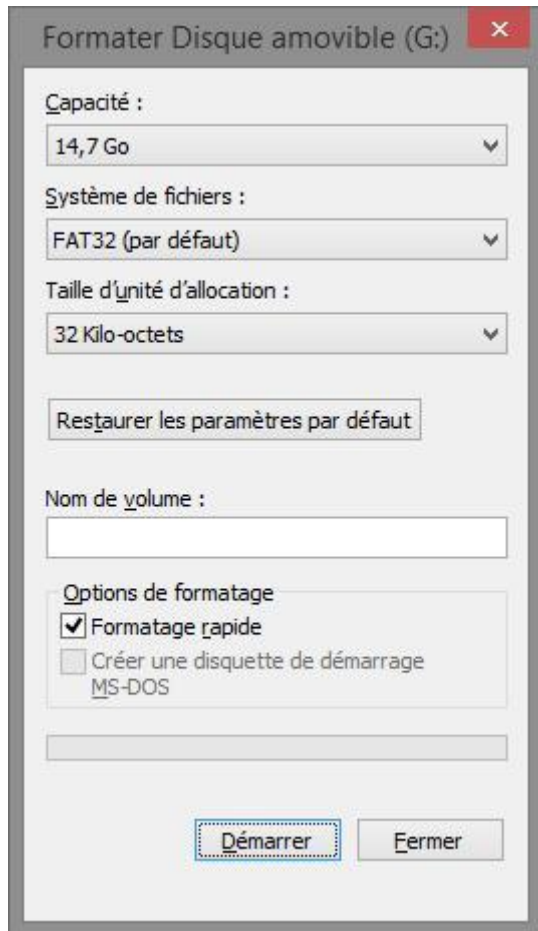 Formater Disque amovible (G:)
Capacité :
14,7 Go
Système de fichiers :
FAT32 (par défaut)
Taille d’unité d’allocation :
32 Kilo-octets
Restaurer les paramètres par défaut
Nom de volume :
Options de formatage
Formatage rapide
Créer une disquette de démarrage
MS-DOS
Démarrer
Fermer